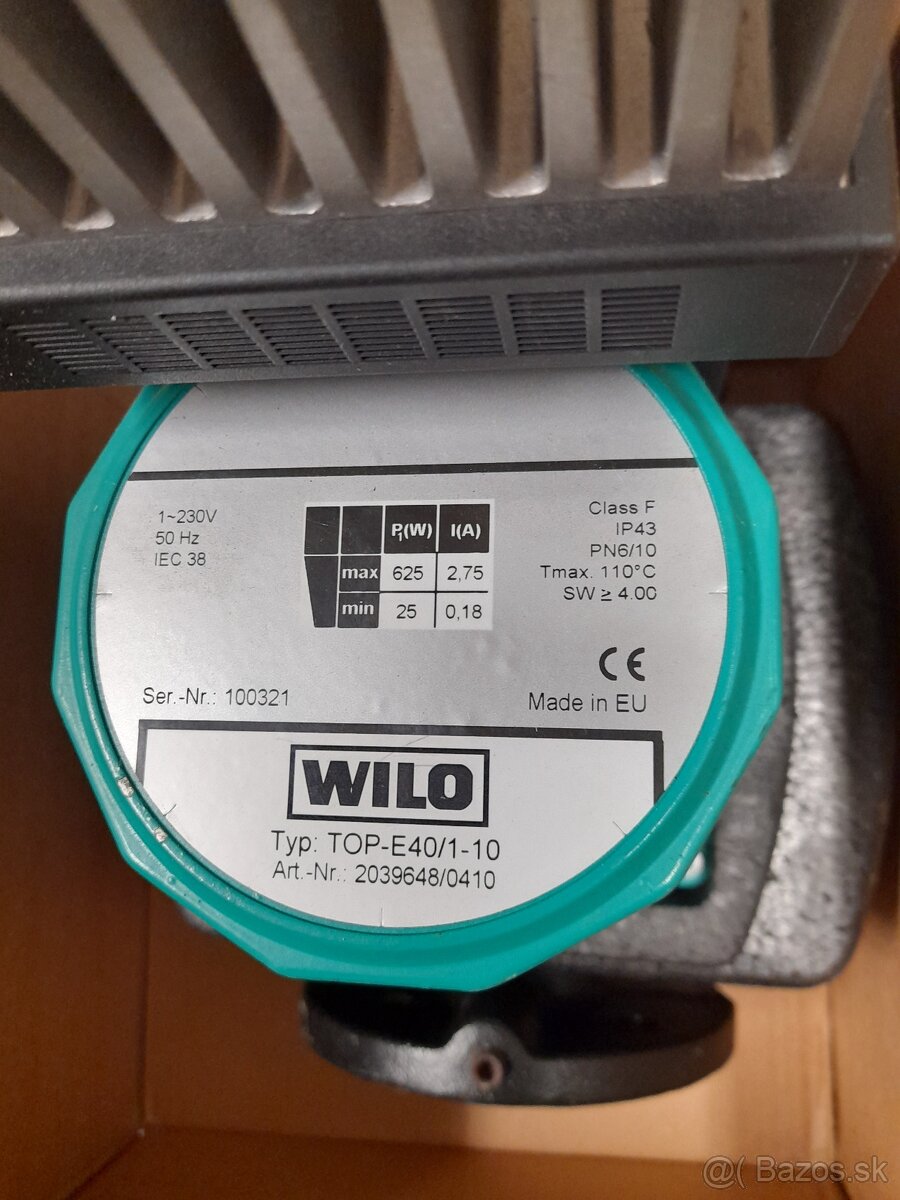 1~230V
50 Hz
IEC 38
P1(W) I(A)
max 625 2,75
min 25 0,18
Class F
IP43
PN6/10
Tmax. 110°C
SW ≥ 4.00
CE
Ser.-Nr.: 100321
Made in EU
WILO
Typ: TOP-E40/1-10
Art.-Nr.: 2039648/0410
@( Bazos.sk